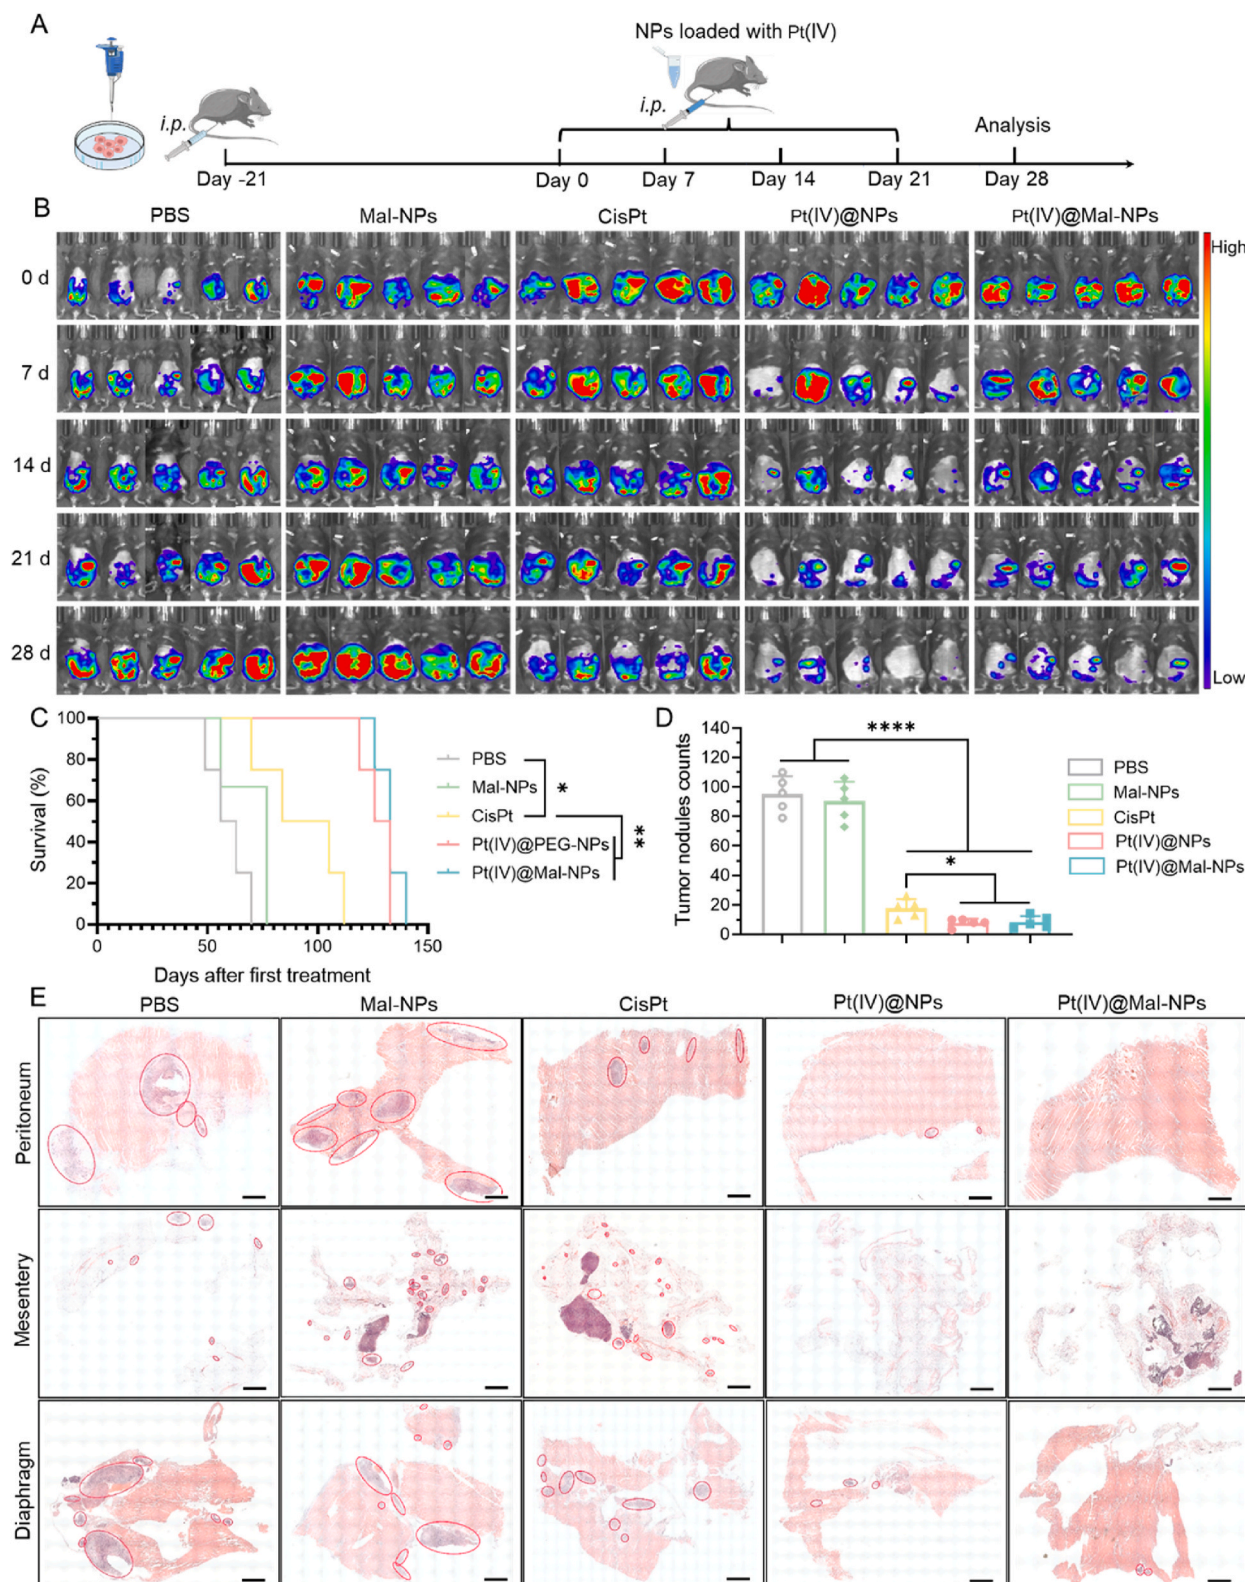 A
NPs loaded with Pt(IV)
i.p.
i.p.
Analysis
Day -21
Day 0
Day 7
Day 14
Day 21
Day 28
B
PBS
Mal-NPs
CisPt
Pt(IV)@NPs
Pt(IV)@Mal-NPs
High
0 d
7 d
14 d
21 d
28 d
Low
C
Survival (%)
100
80
60
40
20
0
0
50
100
150
Days after first treatment
PBS
Mal-NPs
CisPt
Pt(IV)@PEG-NPs
Pt(IV)@Mal-NPs
*
**
D
Tumor nodules counts
140
120
100
80
60
40
20
0
****
*
PBS
Mal-NPs
CisPt
Pt(IV)@NPs
Pt(IV)@Mal-NPs
E
PBS
Mal-NPs
CisPt
Pt(IV)@NPs
Pt(IV)@Mal-NPs
Peritoneum
Mesentery
Diaphragm